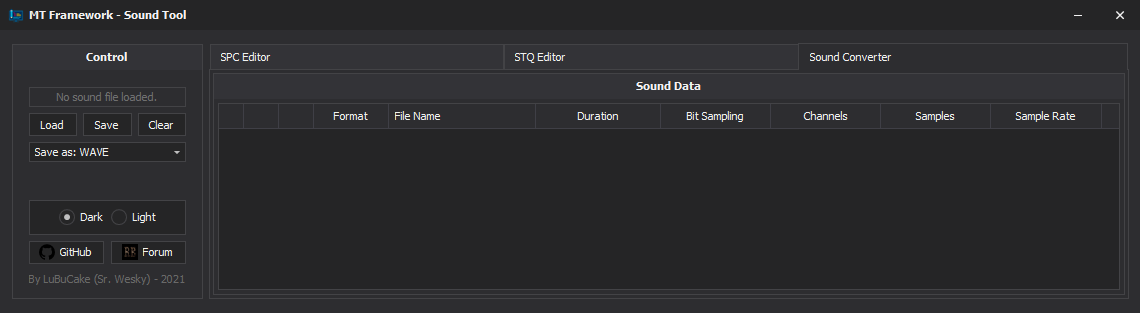 MT Framework - Sound Tool
Control
No sound file loaded.
Load Save Clear
Save as: WAVE
Dark Light
GitHub Forum
By LuBuCake (Sr. Wesky) - 2021
SPC Editor STQ Editor Sound Converter
Sound Data
Format File Name Duration Bit Sampling Channels Samples Sample Rate